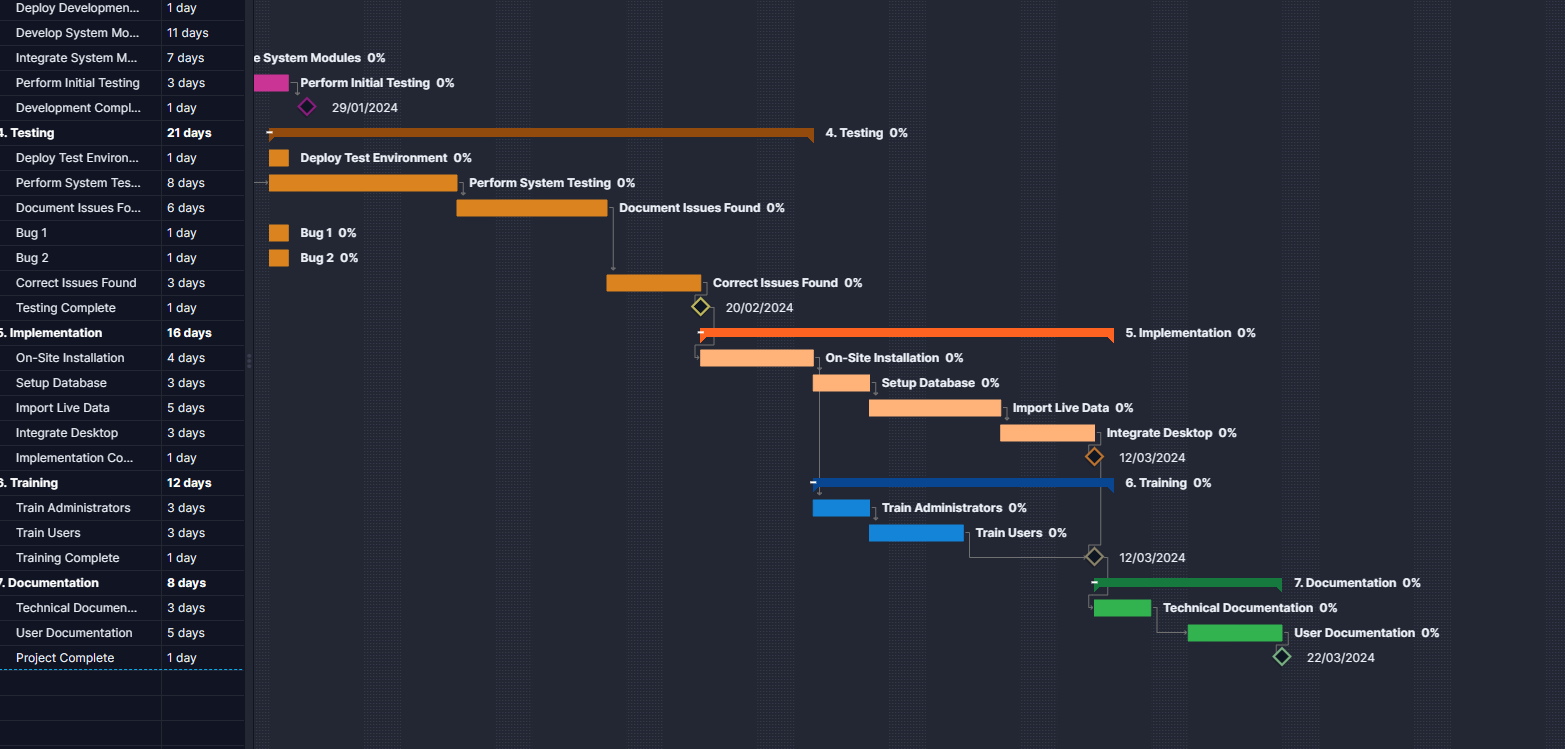 Deploy Developmen... 1 day
Develop System Mo... 11 days
Integrate System M... 7 days e System Modules 0%
Perform Initial Testing 3 days Perform Initial Testing 0%
Development Compl... 1 day 29/01/2024
4. Testing 21 days 4. Testing 0%
Deploy Test Environ... 1 day Deploy Test Environment 0%
Perform System Tes... 8 days Perform System Testing 0%
Document Issues Fo... 6 days Document Issues Found 0%
Bug 1 1 day Bug 1 0%
Bug 2 1 day Bug 2 0%
Correct Issues Found 3 days Correct Issues Found 0%
Testing Complete 1 day 20/02/2024
5. Implementation 16 days 5. Implementation 0%
On-Site Installation 4 days On-Site Installation 0%
Setup Database 3 days Setup Database 0%
Import Live Data 5 days Import Live Data 0%
Integrate Desktop 3 days Integrate Desktop 0%
Implementation Co... 1 day 12/03/2024
6. Training 12 days 6. Training 0%
Train Administrators 3 days Train Administrators 0%
Train Users 3 days Train Users 0%
Training Complete 1 day 12/03/2024
7. Documentation 8 days 7. Documentation 0%
Technical Documen... 3 days Technical Documentation 0%
User Documentation 5 days User Documentation 0%
Project Complete 1 day 22/03/2024